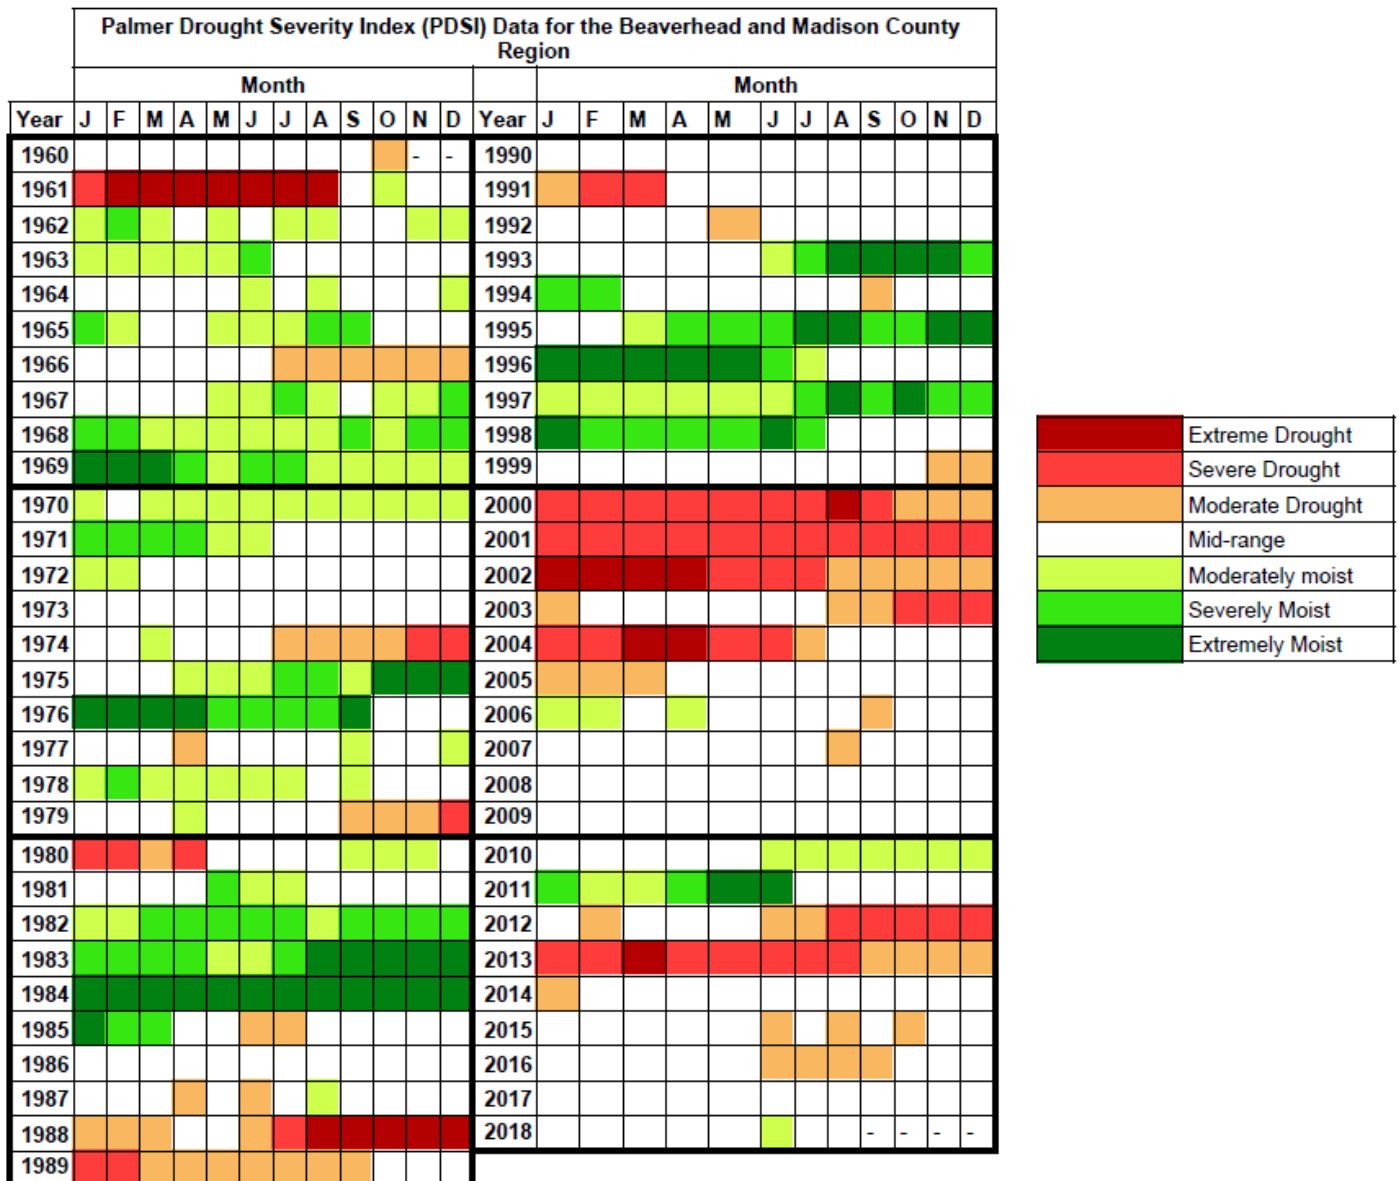 Palmer Drought Severity Index (PDSI) Data for the Beaverhead and Madison County
Region
Month Month
Year J F M A M J J A S O N D Year J F M A M J J A S O N D
1960 - - 1990
1961 1991
1962 1992
1963 1993
1964 1994
1965 1995
1966 1996
1967 1997
1968 1998
1969 1999
1970 2000
1971 2001
1972 2002
1973 2003
1974 2004
1975 2005
1976 2006
1977 2007
1978 2008
1979 2009
1980 2010
1981 2011
1982 2012
1983 2013
1984 2014
1985 2015
1986 2016
1987 2017
1988 2018 - - - -
1989
Extreme Drought
Severe Drought
Moderate Drought
Mid-range
Moderately moist
Severely Moist
Extremely Moist